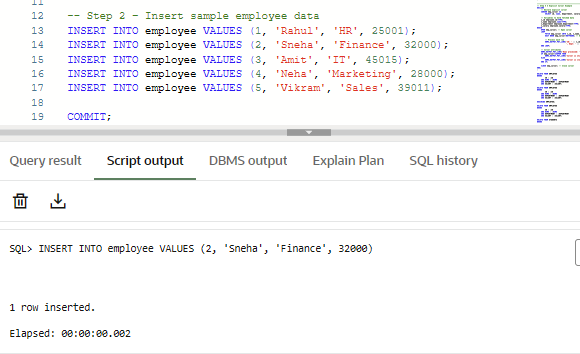 12 -- Step 2 - Insert sample employee data
13 INSERT INTO employee VALUES (1, 'Rahul', 'HR', 25001);
14 INSERT INTO employee VALUES (2, 'Sneha', 'Finance', 32000);
15 INSERT INTO employee VALUES (3, 'Amit', 'IT', 45015);
16 INSERT INTO employee VALUES (4, 'Neha', 'Marketing', 28000);
17 INSERT INTO employee VALUES (5, 'Vikram', 'Sales', 39011);
18
19 COMMIT;
Query result Script output DBMS output Explain Plan SQL history
SQL> INSERT INTO employee VALUES (2, 'Sneha', 'Finance', 32000)
1 row inserted.
Elapsed: 00:00:00.002